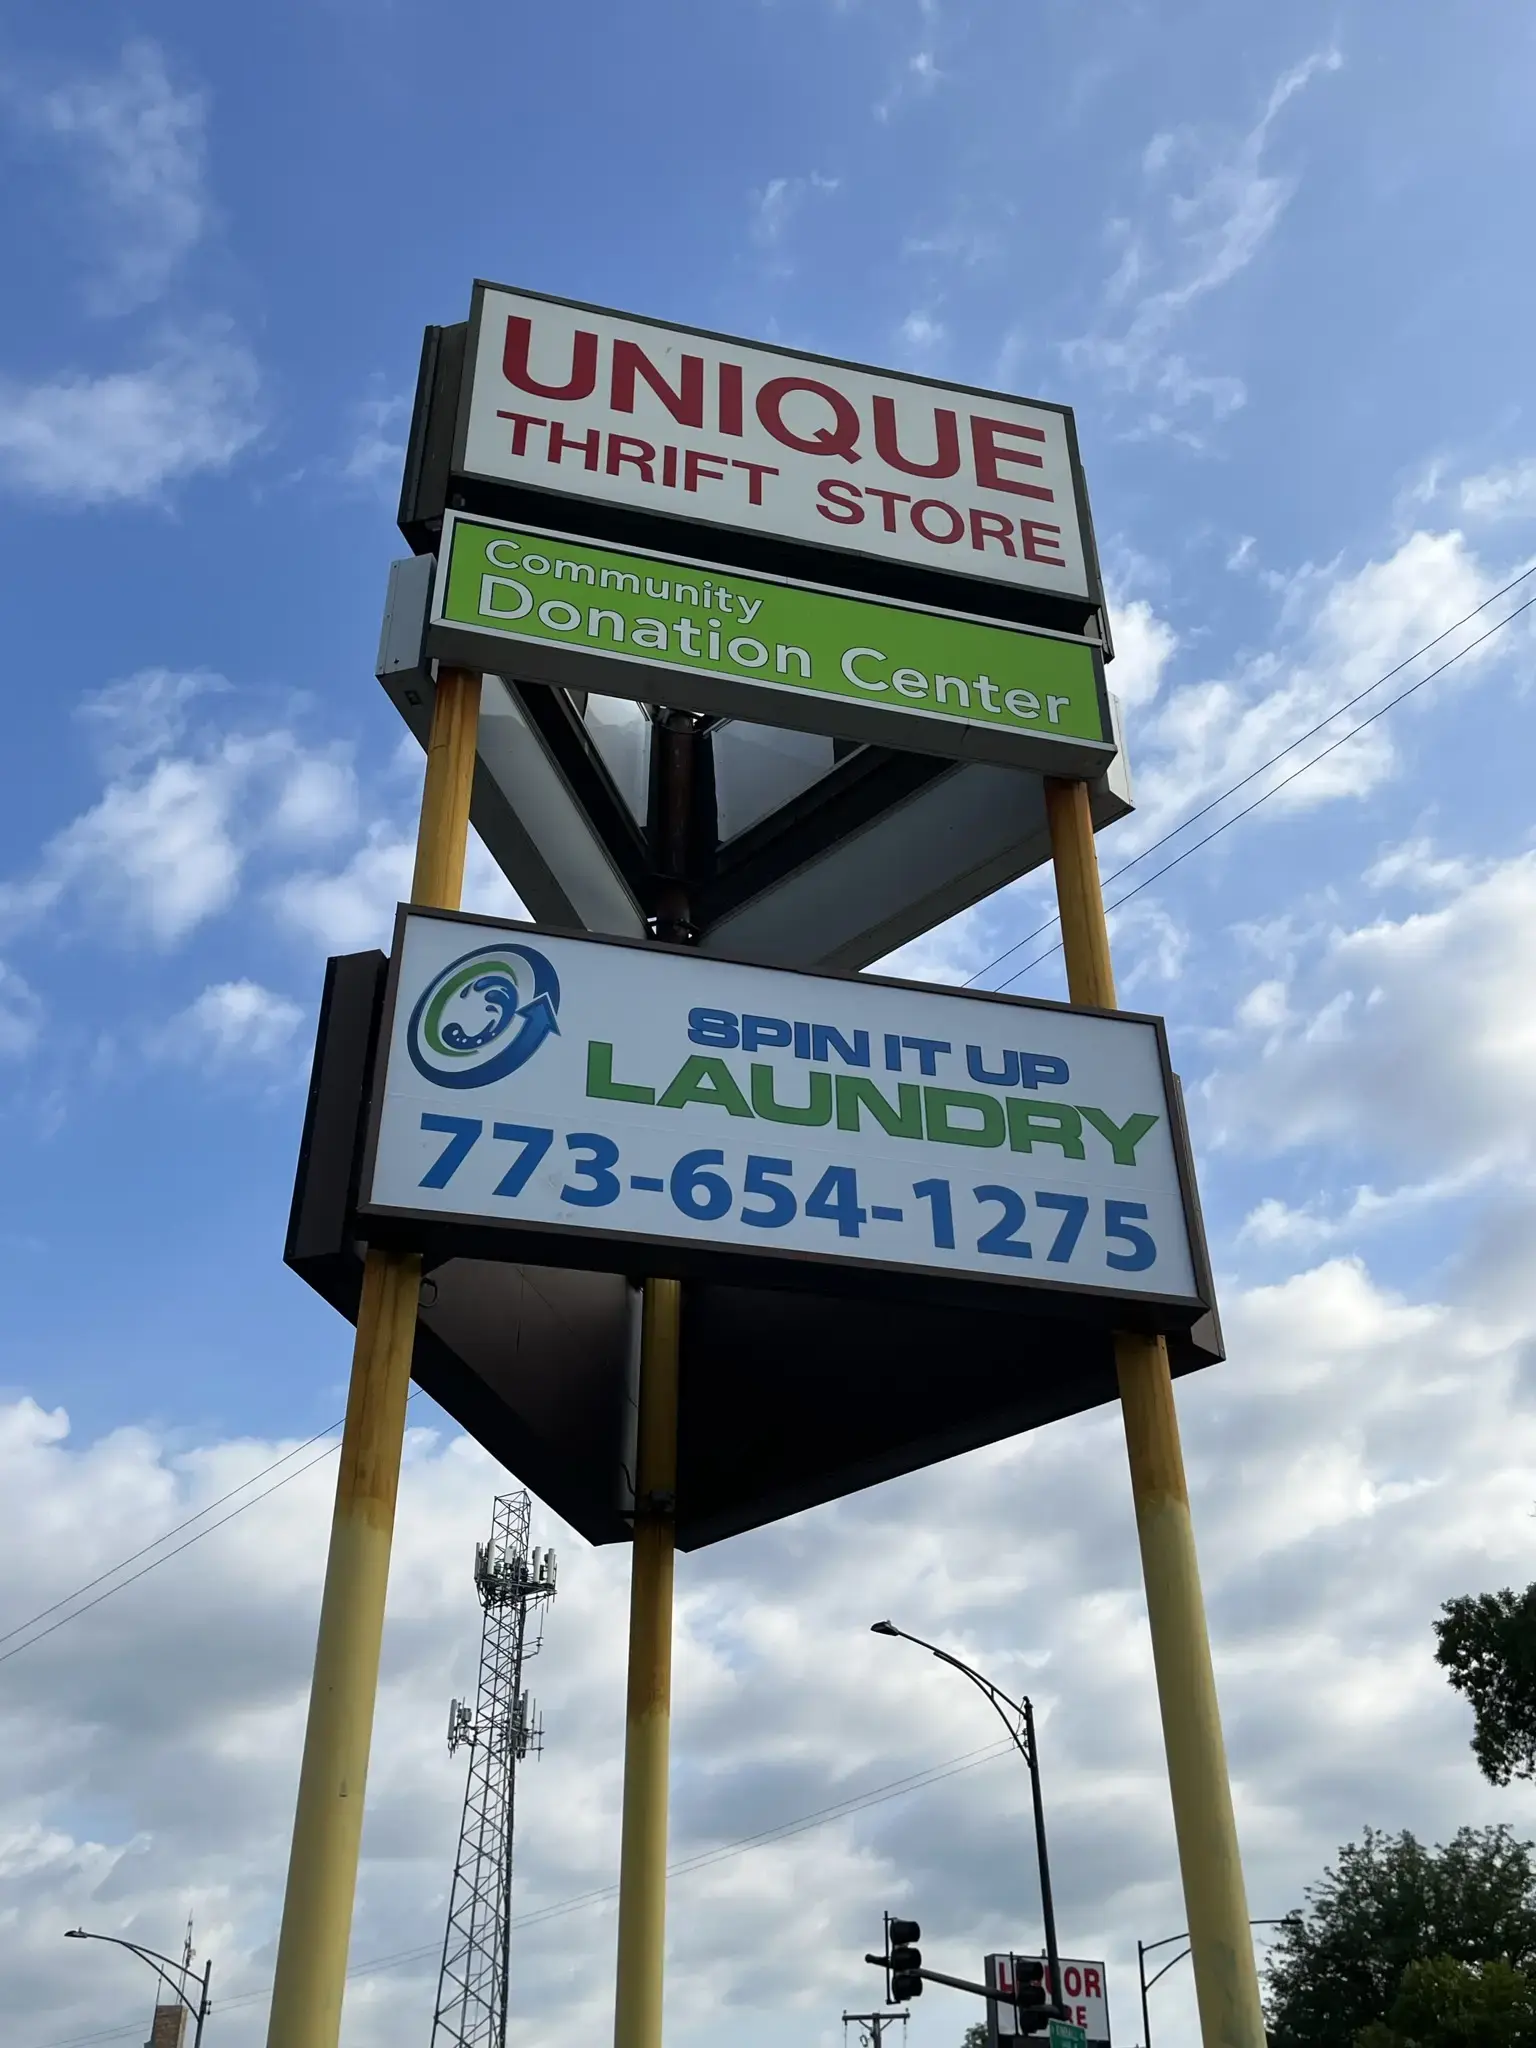 UNIQUE
THRIFT STORE
Community
Donation Center
SPIN IT UP
LAUNDRY
773-654-1275